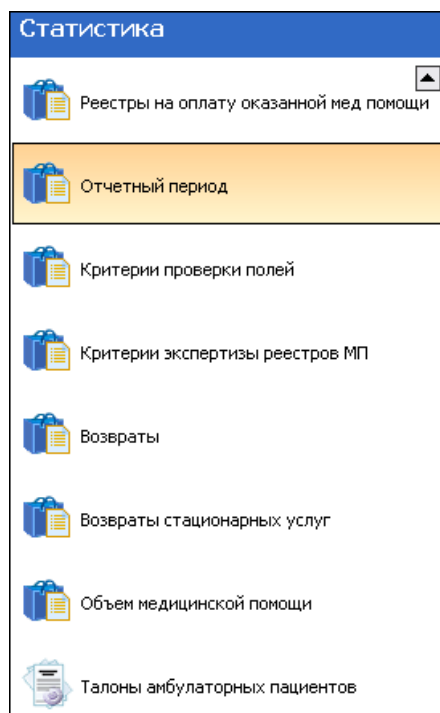 Статистика
Реестры на оплату оказанной мед помощи
Отчетный период
Критерии проверки полей
Критерии экспертизы реестров МП
Возвраты
Возвраты стационарных услуг
Объем медицинской помощи
Талоны амбулаторных пациентов